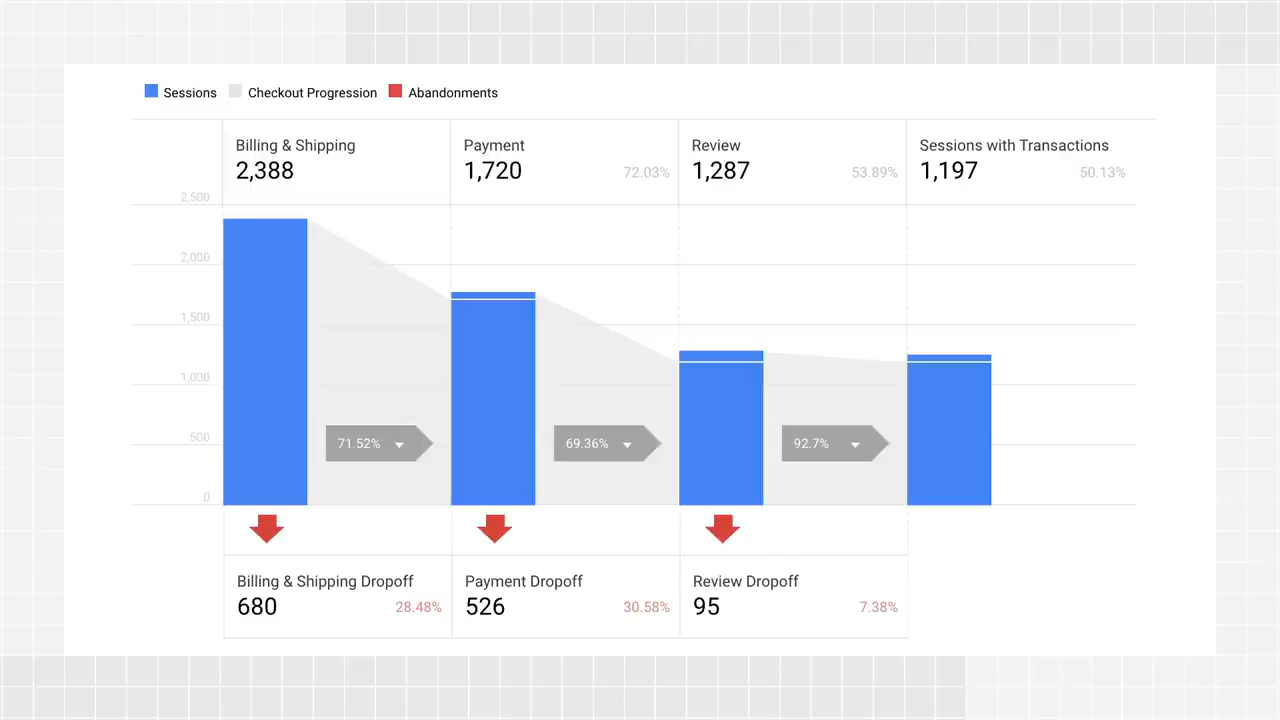 Sessions Checkout Progression Abandonments
Billing & Shipping
2,388
Payment
1,720 72.03%
Review
1,287 53.89%
Sessions with Transactions
1,197 50.13%
2,500
2,000
1,500
1,000
500
0
71.52%
69.36%
92.7%
Billing & Shipping Dropoff
680 28.48%
Payment Dropoff
526 30.58%
Review Dropoff
95 7.38%